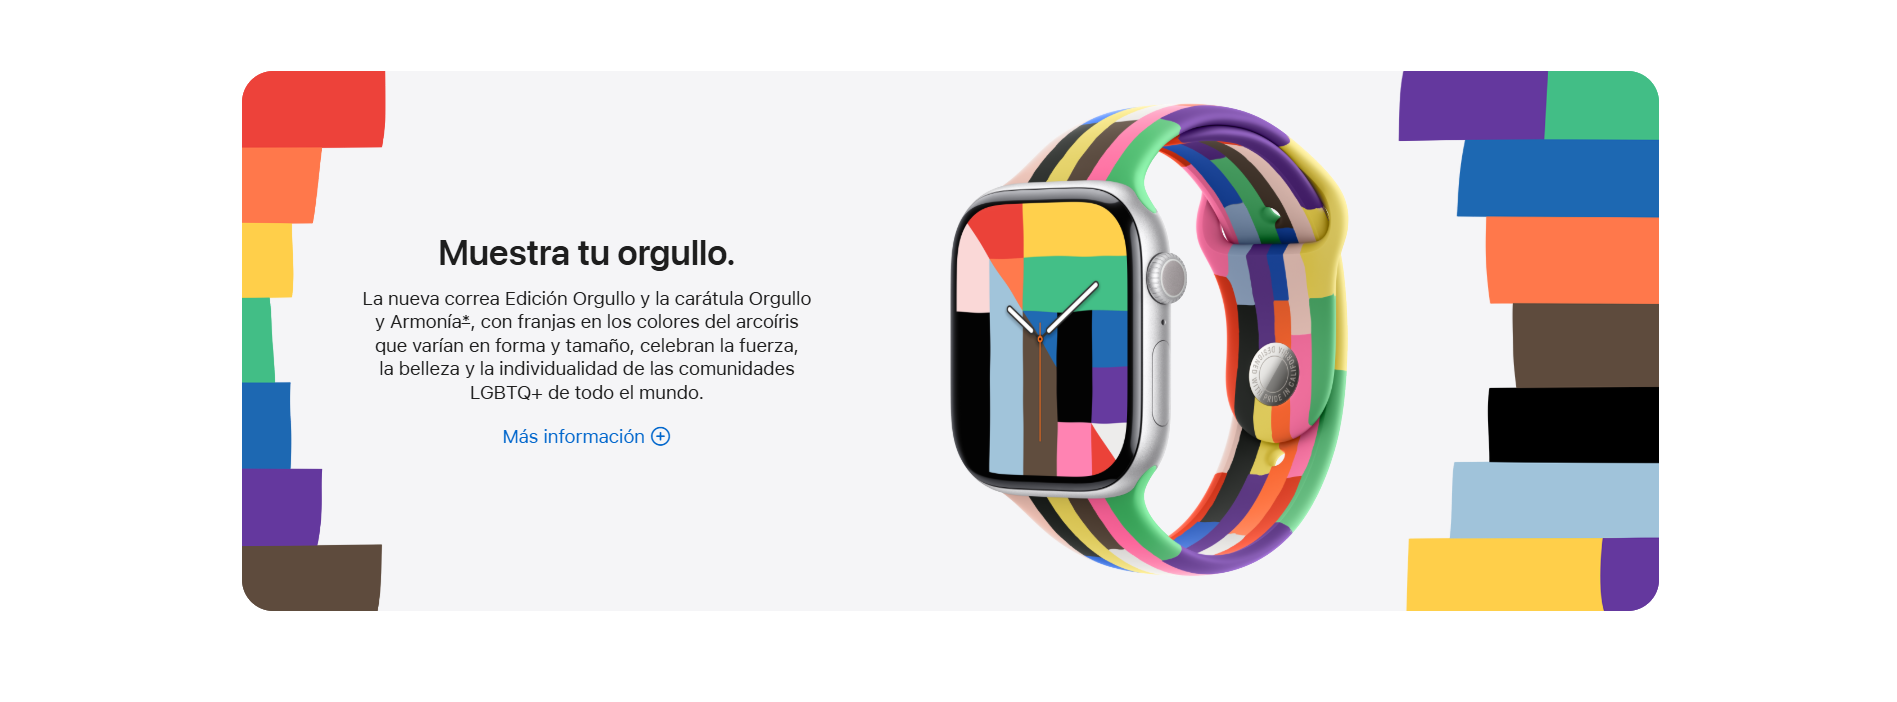 Muestra tu orgullo.
La nueva correa Edición Orgullo y la carátula Orgullo
y Armonía*, con franjas en los colores del arcoíris
que varían en forma y tamaño, celebran la fuerza,
la belleza y la individualidad de las comunidades
LGBTQ+ de todo el mundo.
Más información